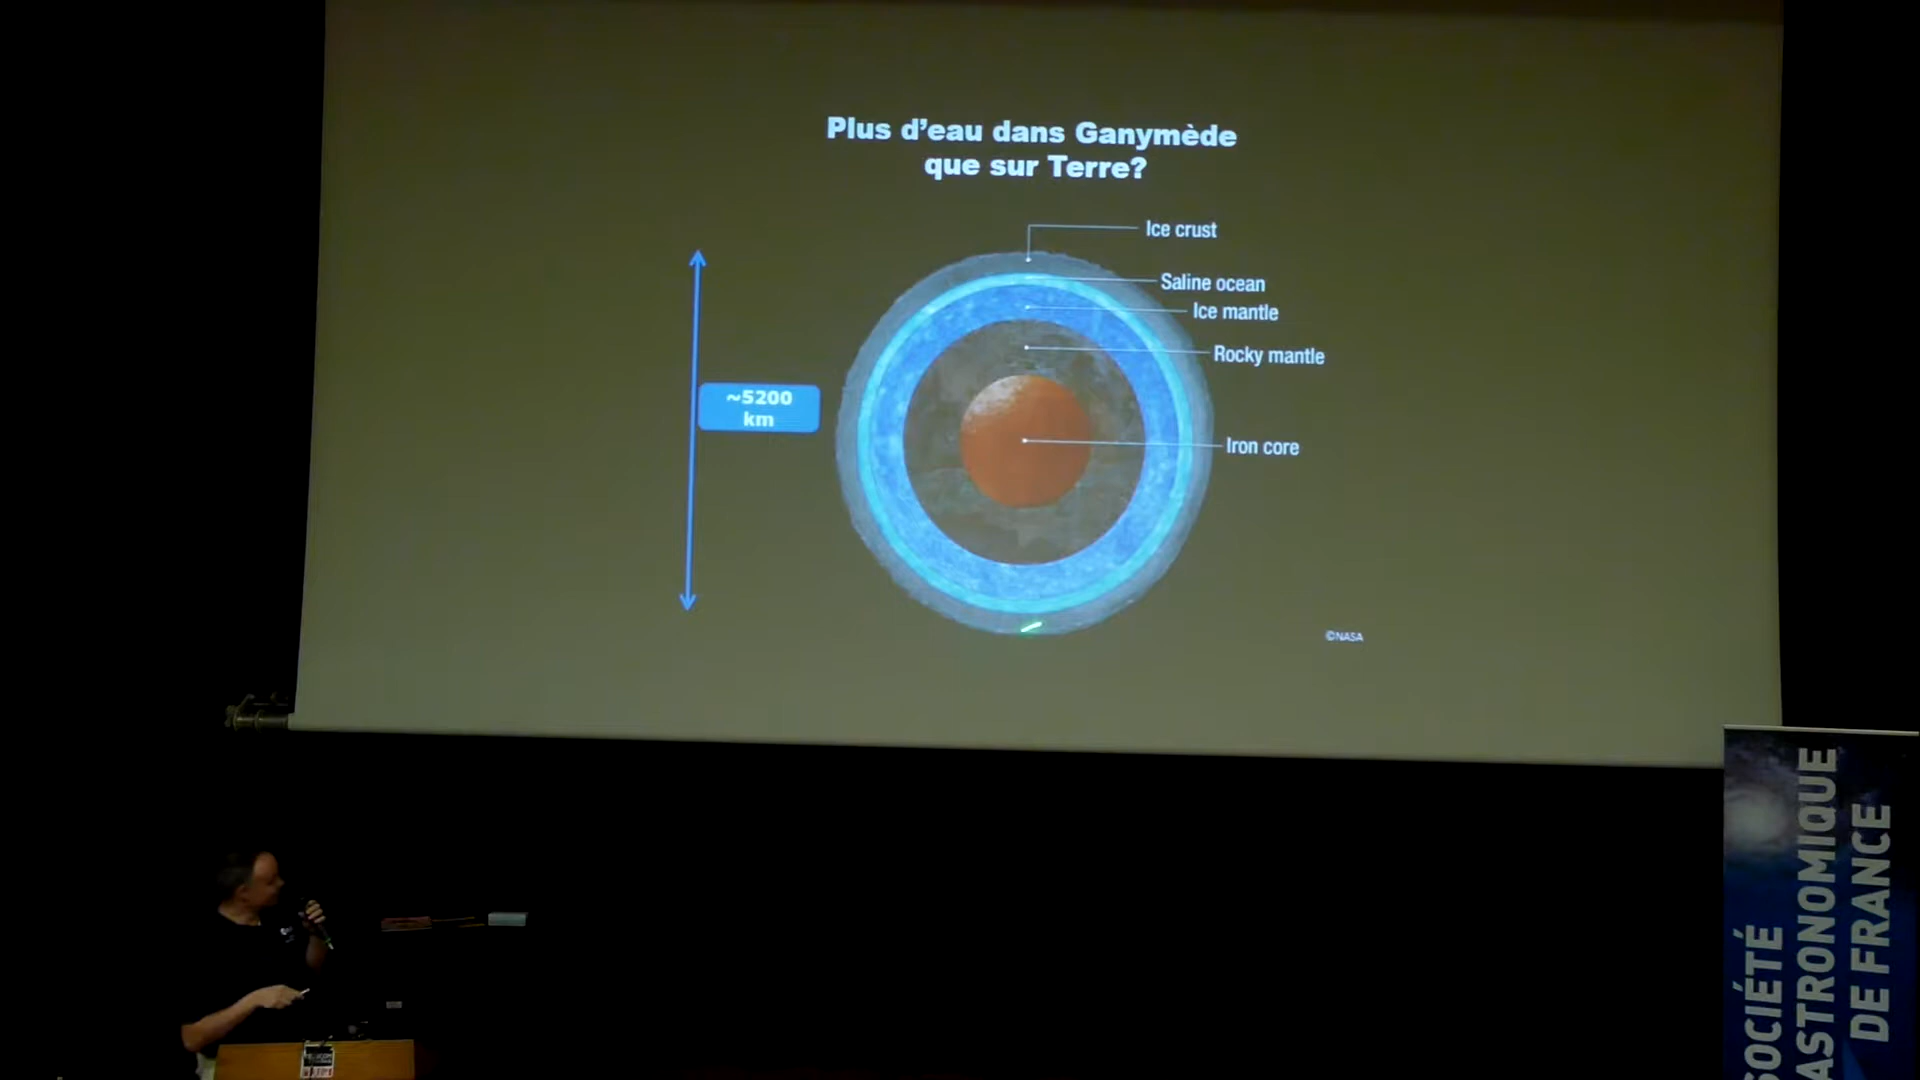 Plus d'eau dans Ganymède
que sur Terre?
Ice crust
Saline ocean
Ice mantle
Rocky mantle
~5200
km
Iron core
©NASA
SOCIÉTÉ
ASTRONOMIQUE
DE FRANCE